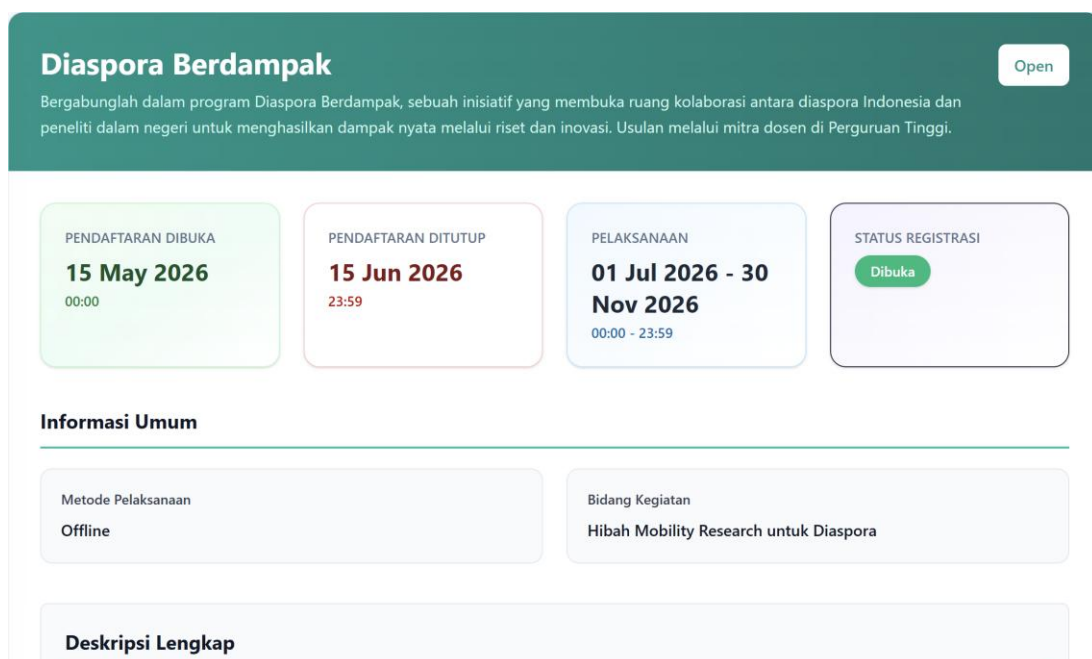 Diaspora Berdampak
Open
Bergabunglah dalam program Diaspora Berdampak, sebuah inisiatif yang membuka ruang kolaborasi antara diaspora Indonesia dan
peneliti dalam negeri untuk menghasilkan dampak nyata melalui riset dan inovasi. Usulan melalui mitra dosen di Perguruan Tinggi.
PENDAFTARAN DIBUKA
15 May 2026
00:00
PENDAFTARAN DITUTUP
15 Jun 2026
23:59
PELAKSANAAN
01 Jul 2026 - 30
Nov 2026
00:00 - 23:59
STATUS REGISTRASI
Dibuka
Informasi Umum
Metode Pelaksanaan
Offline
Bidang Kegiatan
Hibah Mobility Research untuk Diaspora
Deskripsi Lengkap